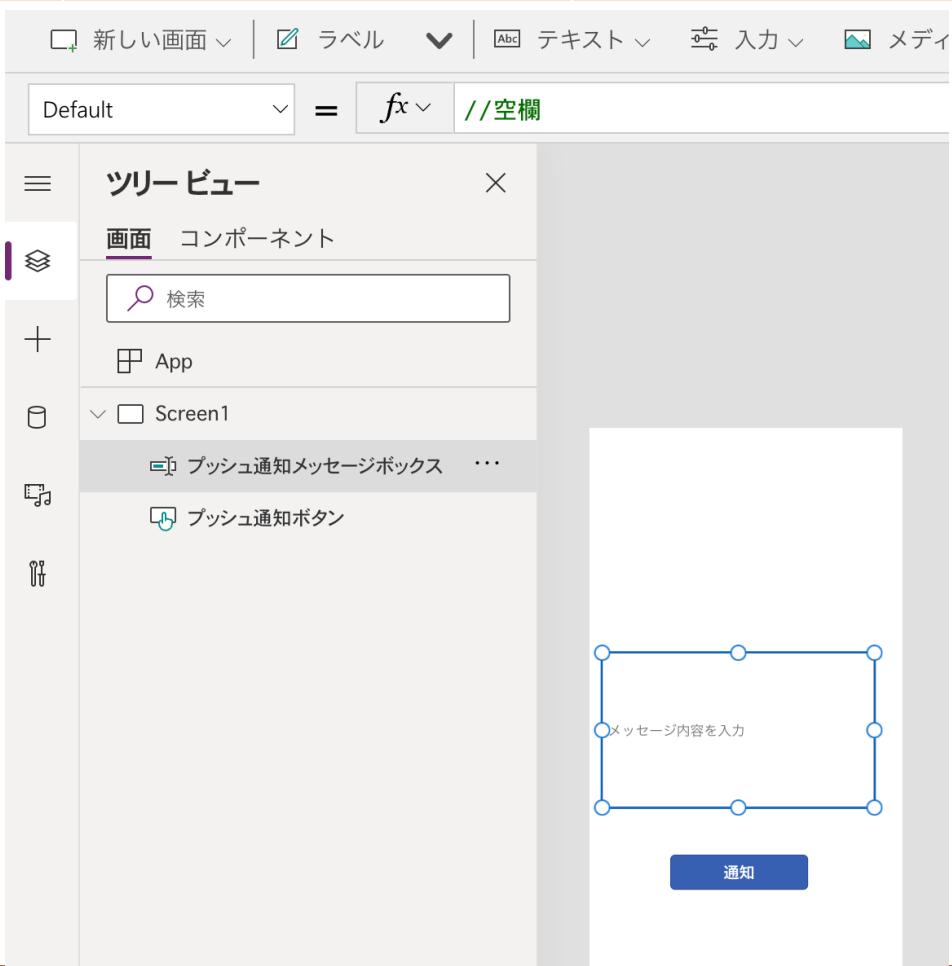 新しい画面 ラベル Abc テキスト 入力 メディ
Default = fx //空欄
ツリー ビュー
画面 コンポーネント
検索
App
Screen1
プッシュ通知メッセージボックス ...
プッシュ通知ボタン
メッセージ内容を入力
通知